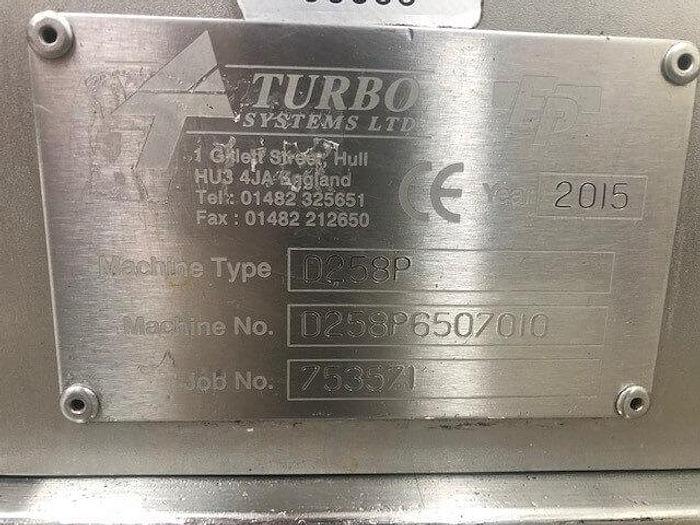 TURBO
SYSTEMS LTD
1 Gillett Street, Hull
HU3 4JA England
Tel : 01482 325651
Fax : 01482 212650
CE Year 2015
Machine Type D258P
Machine No. D258P6507010
Job No. 753571